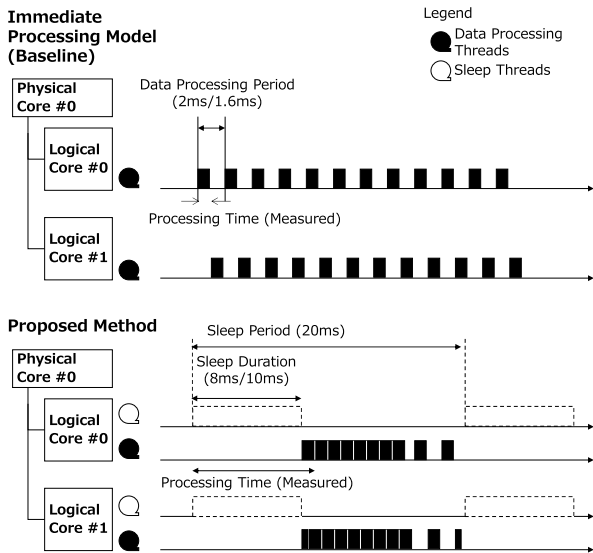 Immediate
Processing Model
(Baseline)
Legend
Data Processing
Threads
Sleep Threads
Physical
Core #0
Data Processing Period
(2ms/1.6ms)
Logical
Core #0
Processing Time (Measured)
Logical
Core #1
Proposed Method
Sleep Period (20ms)
Physical
Core #0
Sleep Duration
(8ms/10ms)
Logical
Core #0
Processing Time (Measured)
Logical
Core #1